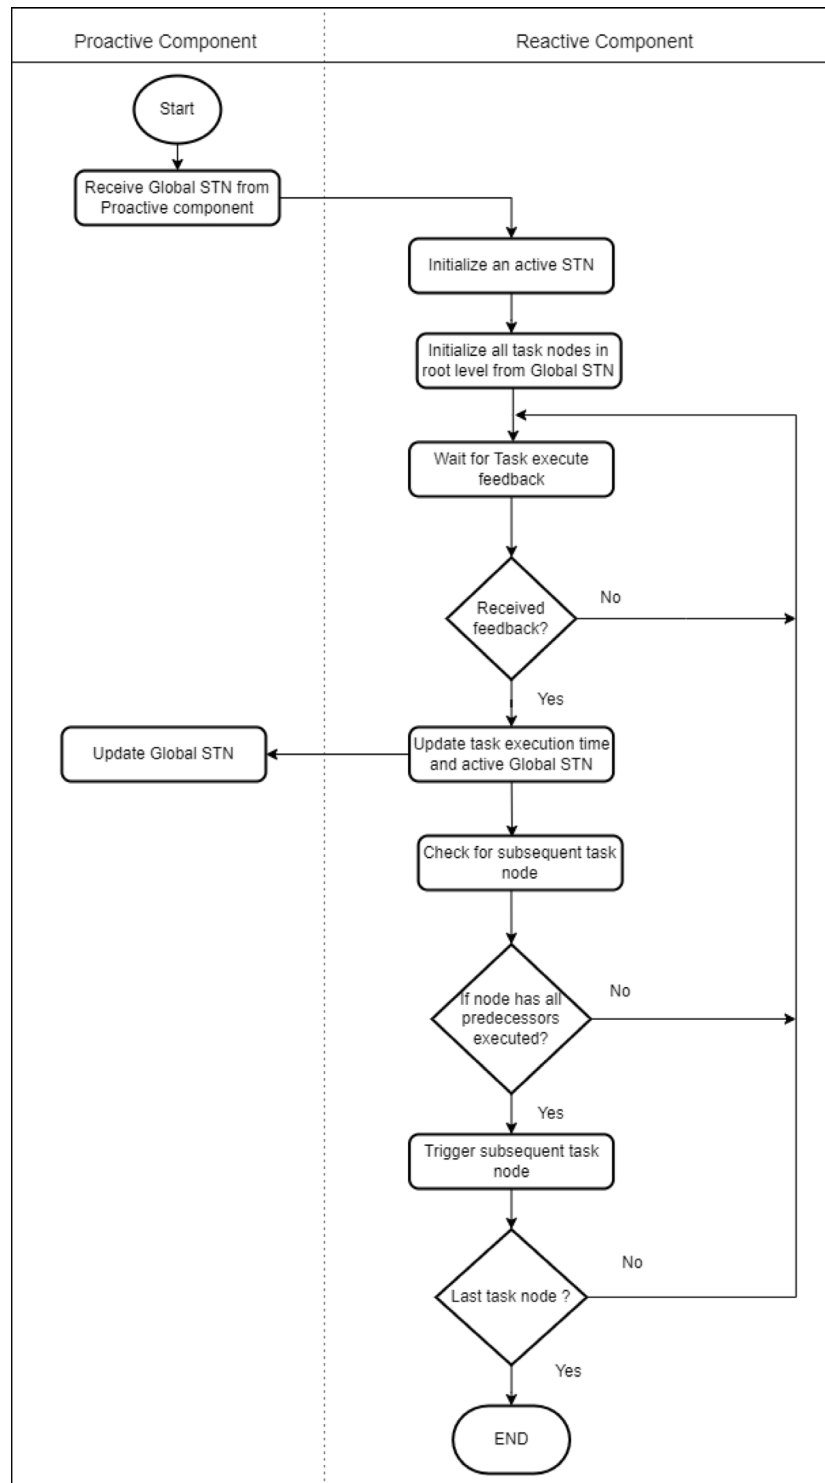 Proactive Component
Reactive Component
Start
Receive Global STN from
Proactive component
Initialize an active STN
Initialize all task nodes in
root level from Global STN
Wait for Task execute
feedback
Received
feedback?
No
Yes
Update Global STN
Update task execution time
and active Global STN
Check for subsequent task
node
If node has all
predecessors
executed?
No
Yes
Trigger subsequent task
node
Last task node ?
No
Yes
END